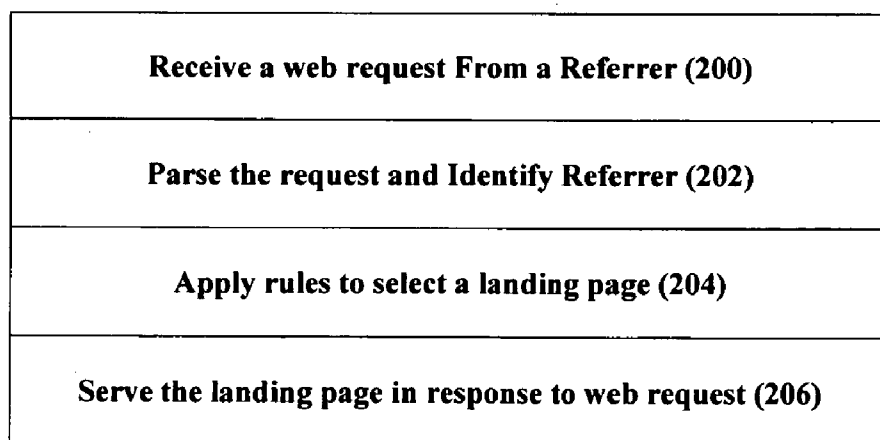 Receive a web request From a Referrer (200)
Parse the request and Identify Referrer (202)
Apply rules to select a landing page (204)
Serve the landing page in response to web request (206)